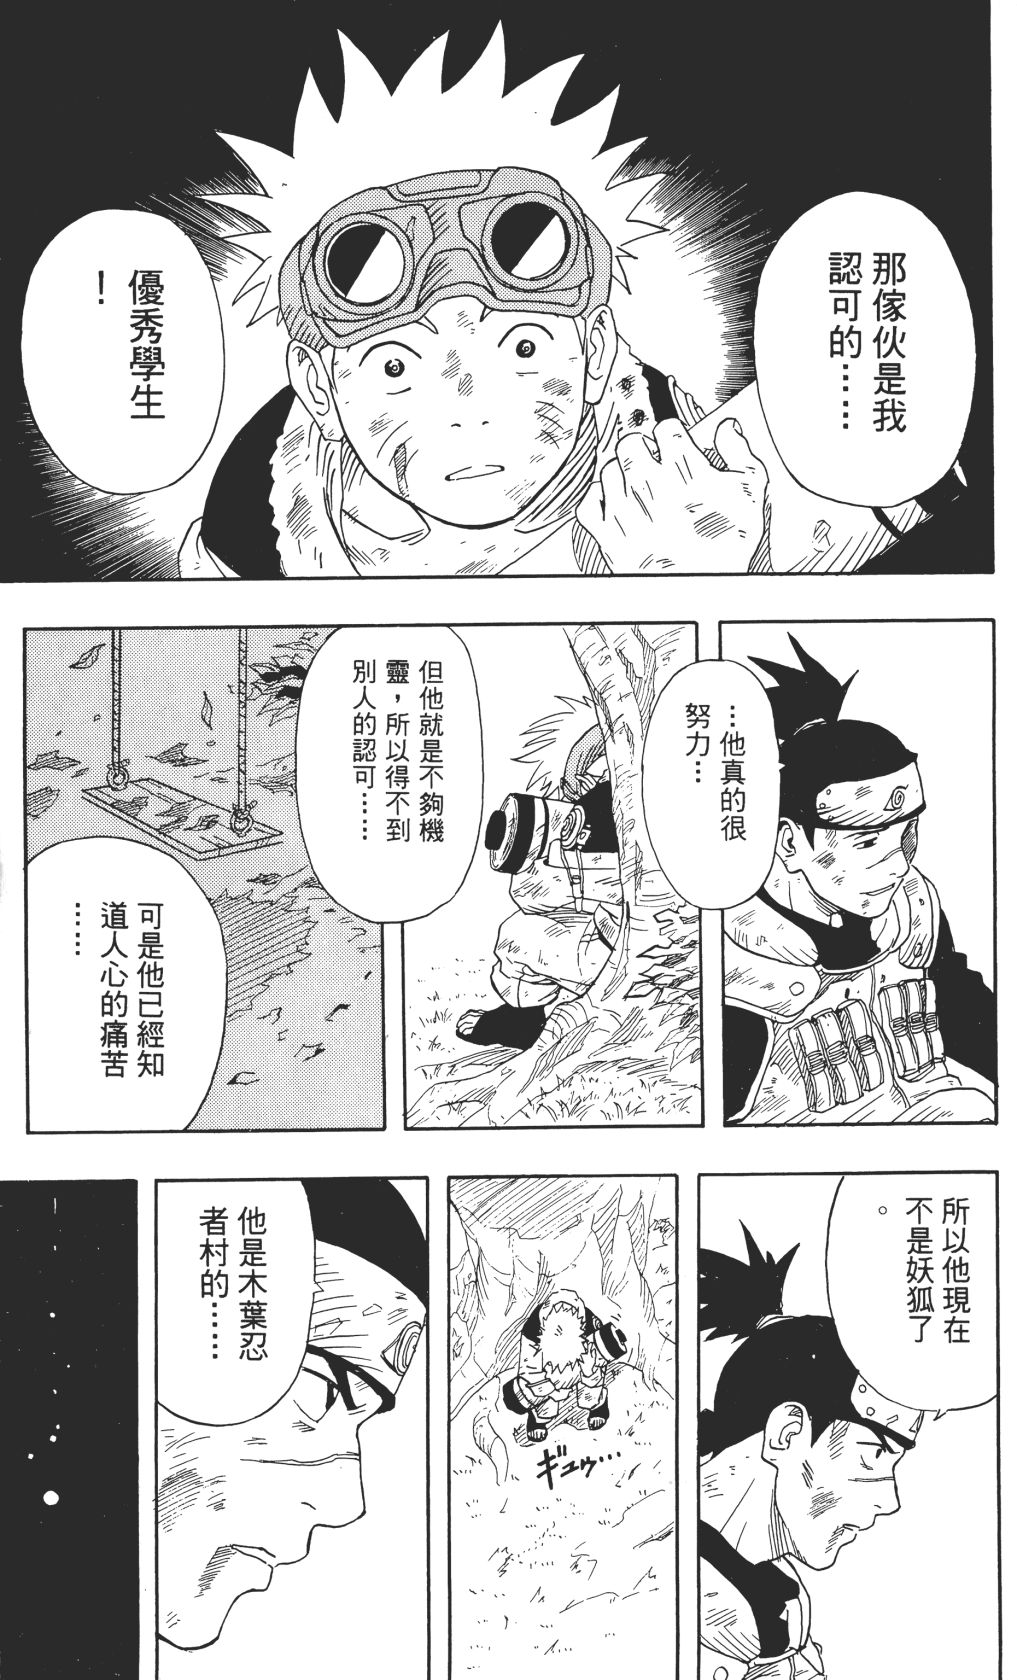 那傢伙是我
認可的……
優秀學生
！
…他真的很
努力…
但他就是不夠機
靈，所以得不到
別人的認可……
可是他已經知
道人心的痛苦
……
所以他現在
不是妖狐了
。
ギュゥ…
他是木葉忍
者村的……